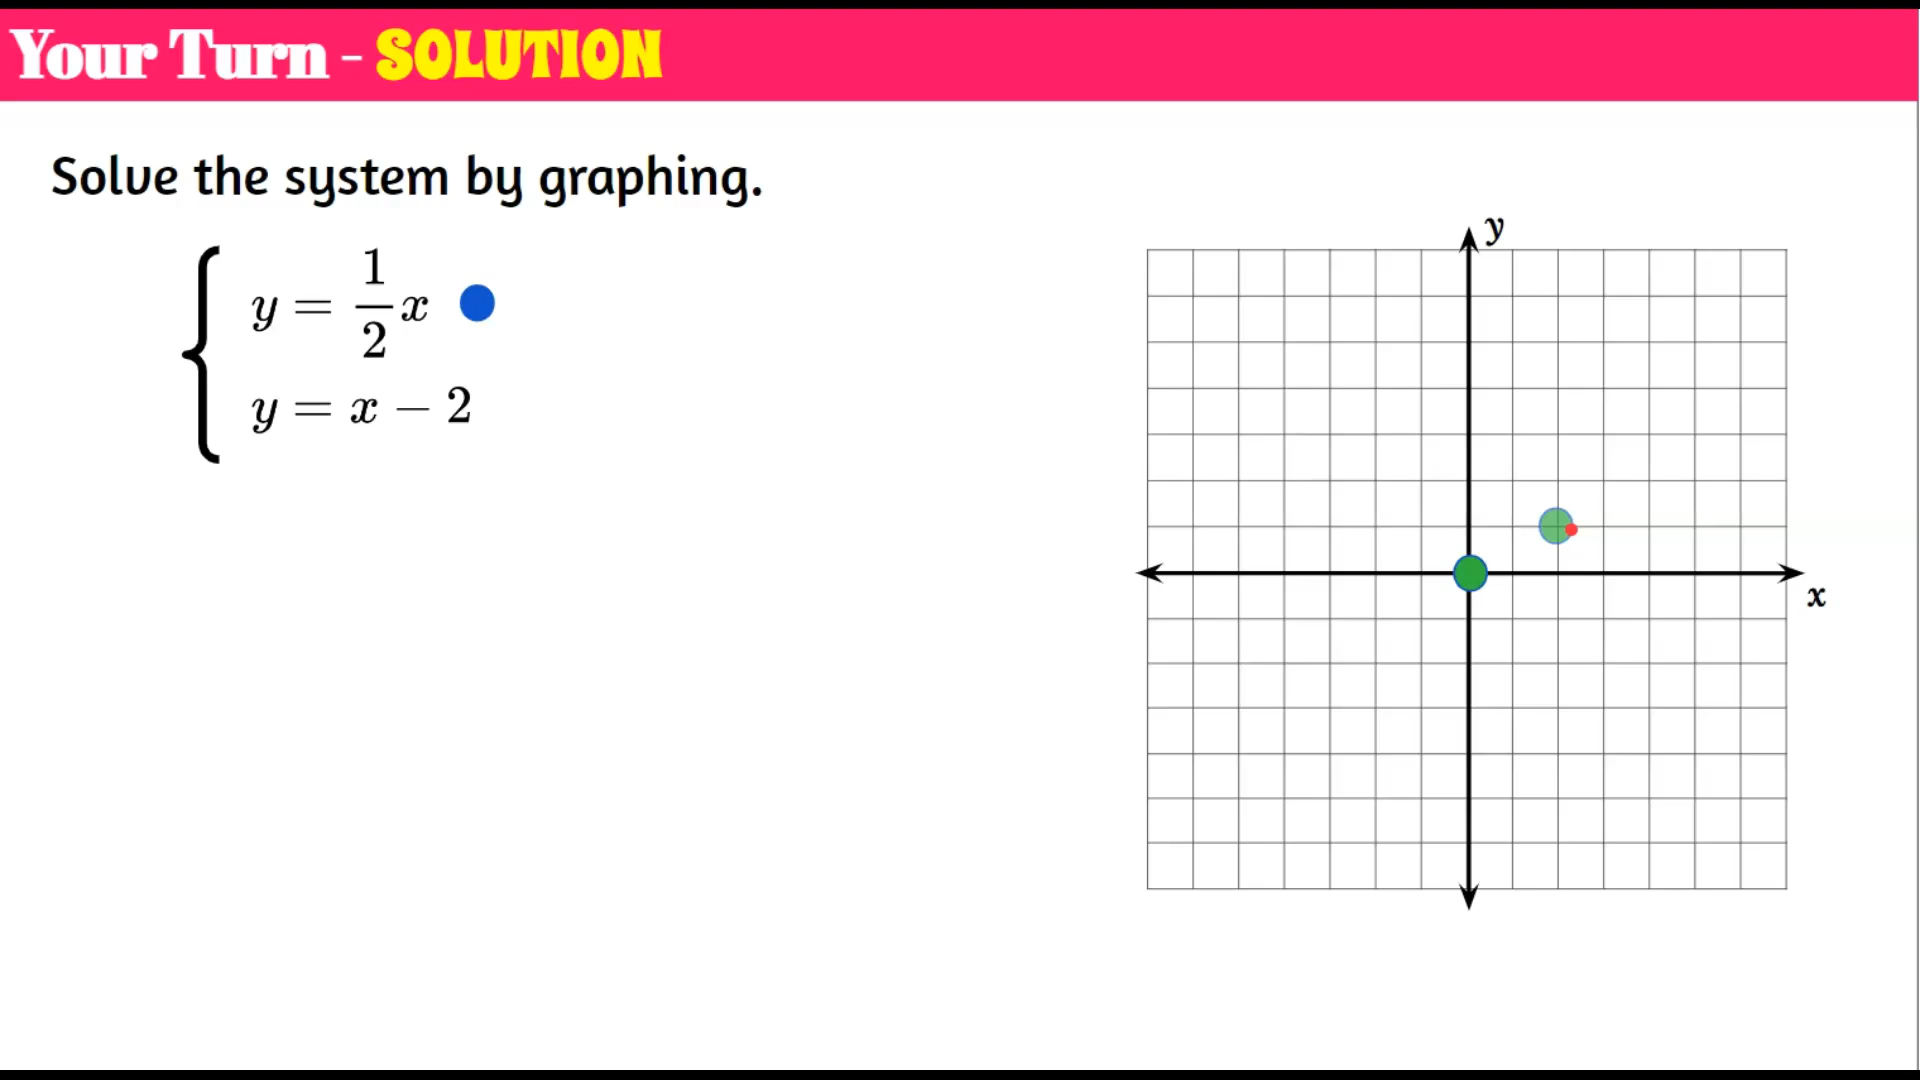 Your Turn - SOLUTION
Solve the system by graphing.
y = 1/2 x
y = x - 2
y
x